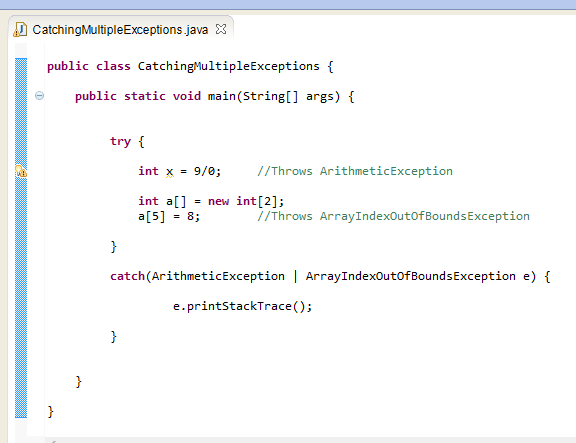 CatchingMultipleExceptions.java
public class CatchingMultipleExceptions {
public static void main(String[] args) {
try {
int x = 9/0; //Throws ArithmeticException
int a[] = new int[2];
a[5] = 8; //Throws ArrayIndexOutOfBoundsException
}
catch(ArithmeticException | ArrayIndexOutOfBoundsException e) {
e.printStackTrace();
}
}
}